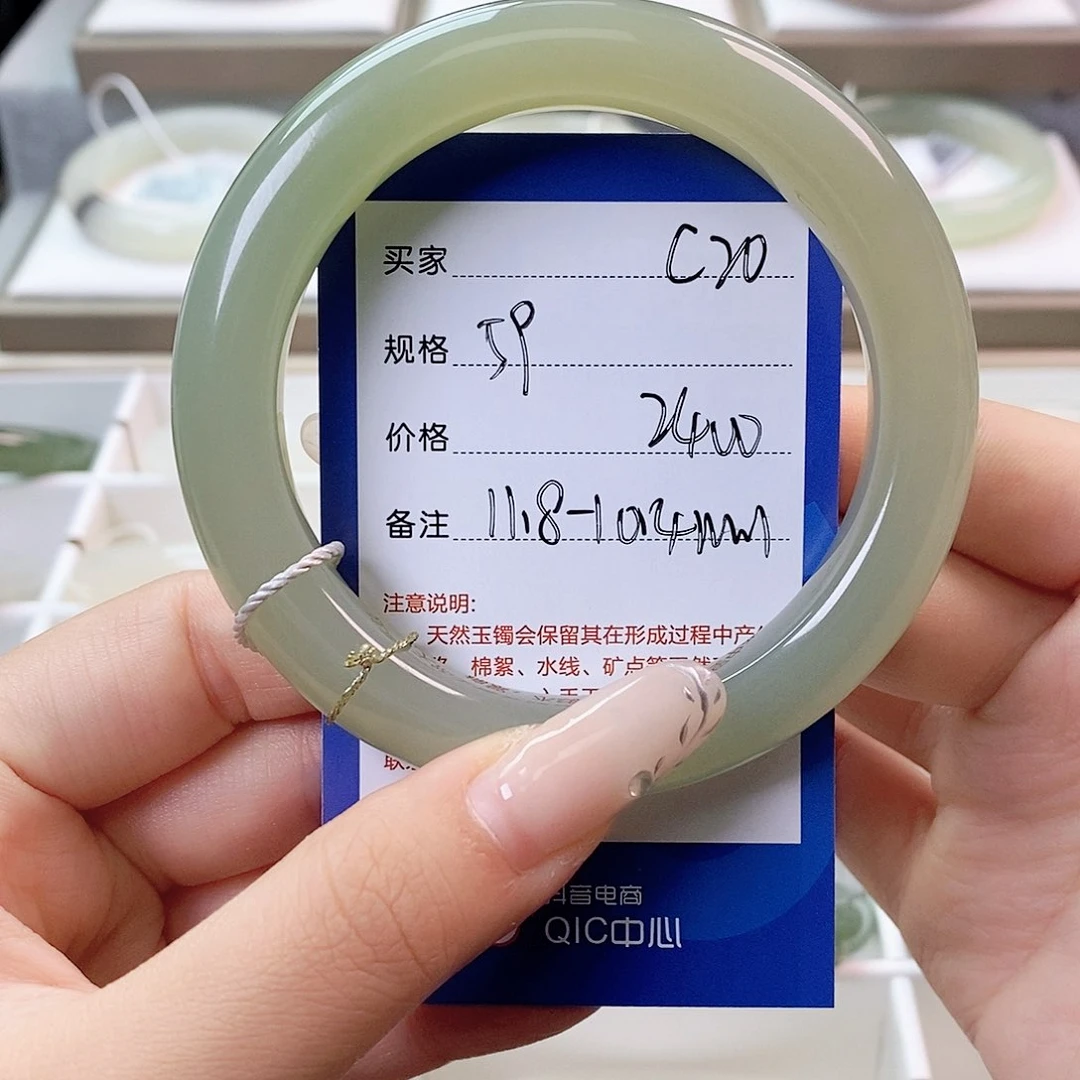 买家 C20
规格 59
价格 2400
备注 11.8-10.4mm
注意说明:
天然玉镯会保留其在形成过程中产
棉絮、水线、矿点等天然
抖音电商
QIC中心